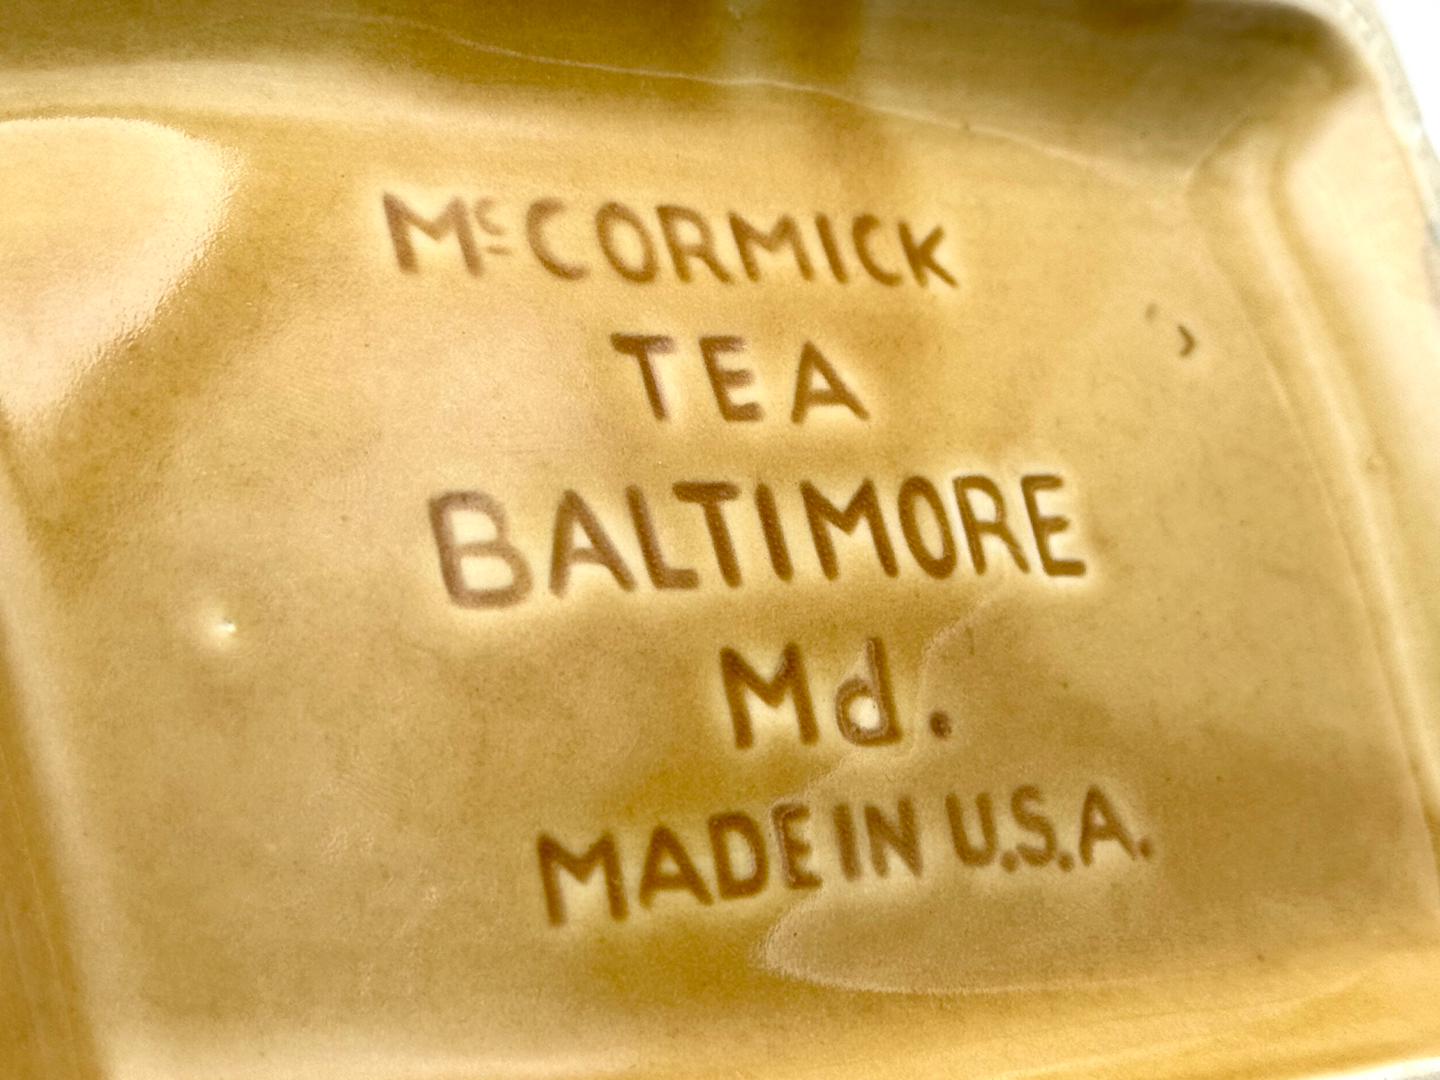 McCORMICK
TEA
BALTIMORE
Md.
MADE IN U.S.A.